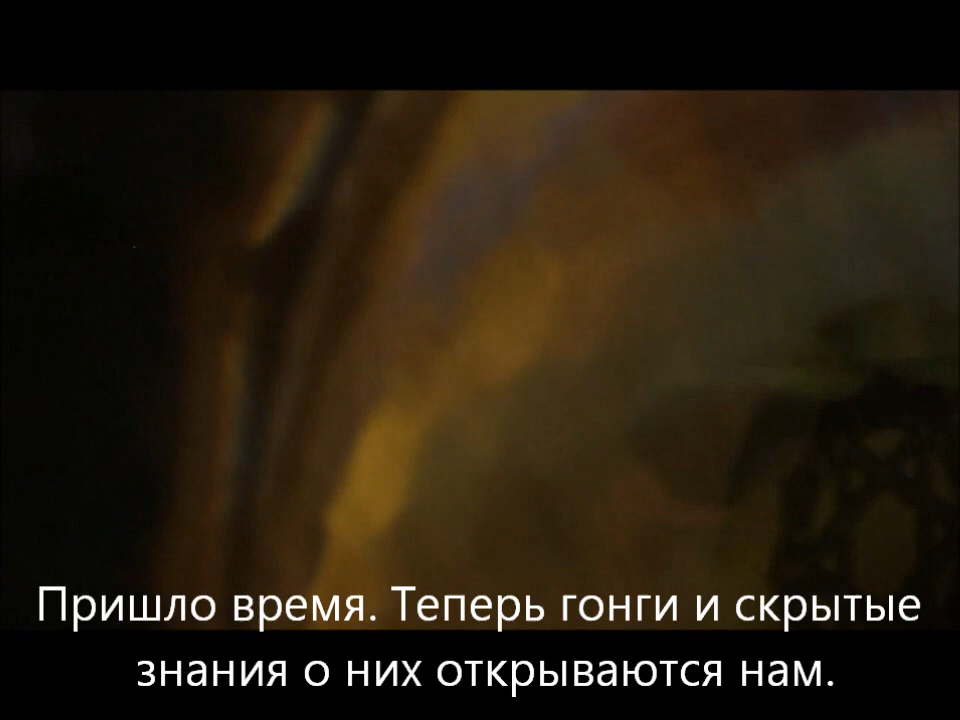 Пришло время. Теперь гонги и скрытые
знания о них открываются нам.